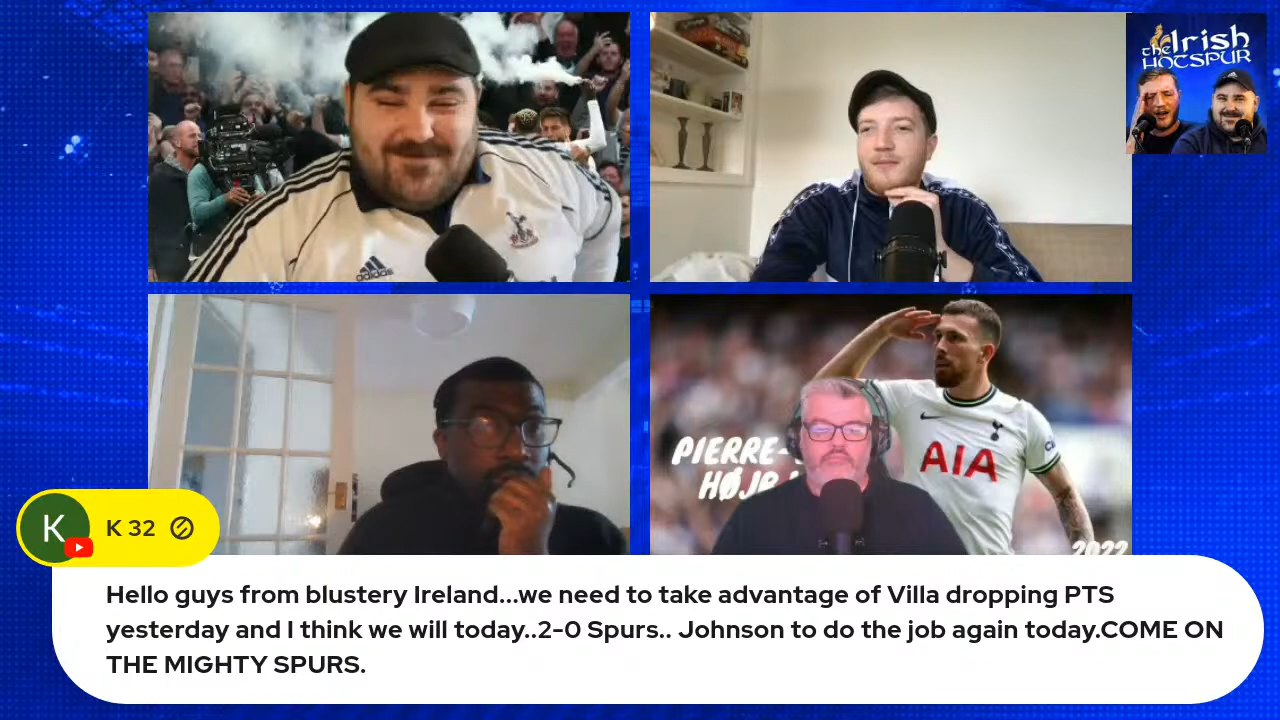 the Irish
HOTSPUR
adidas
PIERRE-
AIA
2022
K
K 32
Hello guys from blustery Ireland...we need to take advantage of Villa dropping PTS
yesterday and I think we will today..2-0 Spurs.. Johnson to do the job again today.COME ON
THE MIGHTY SPURS.